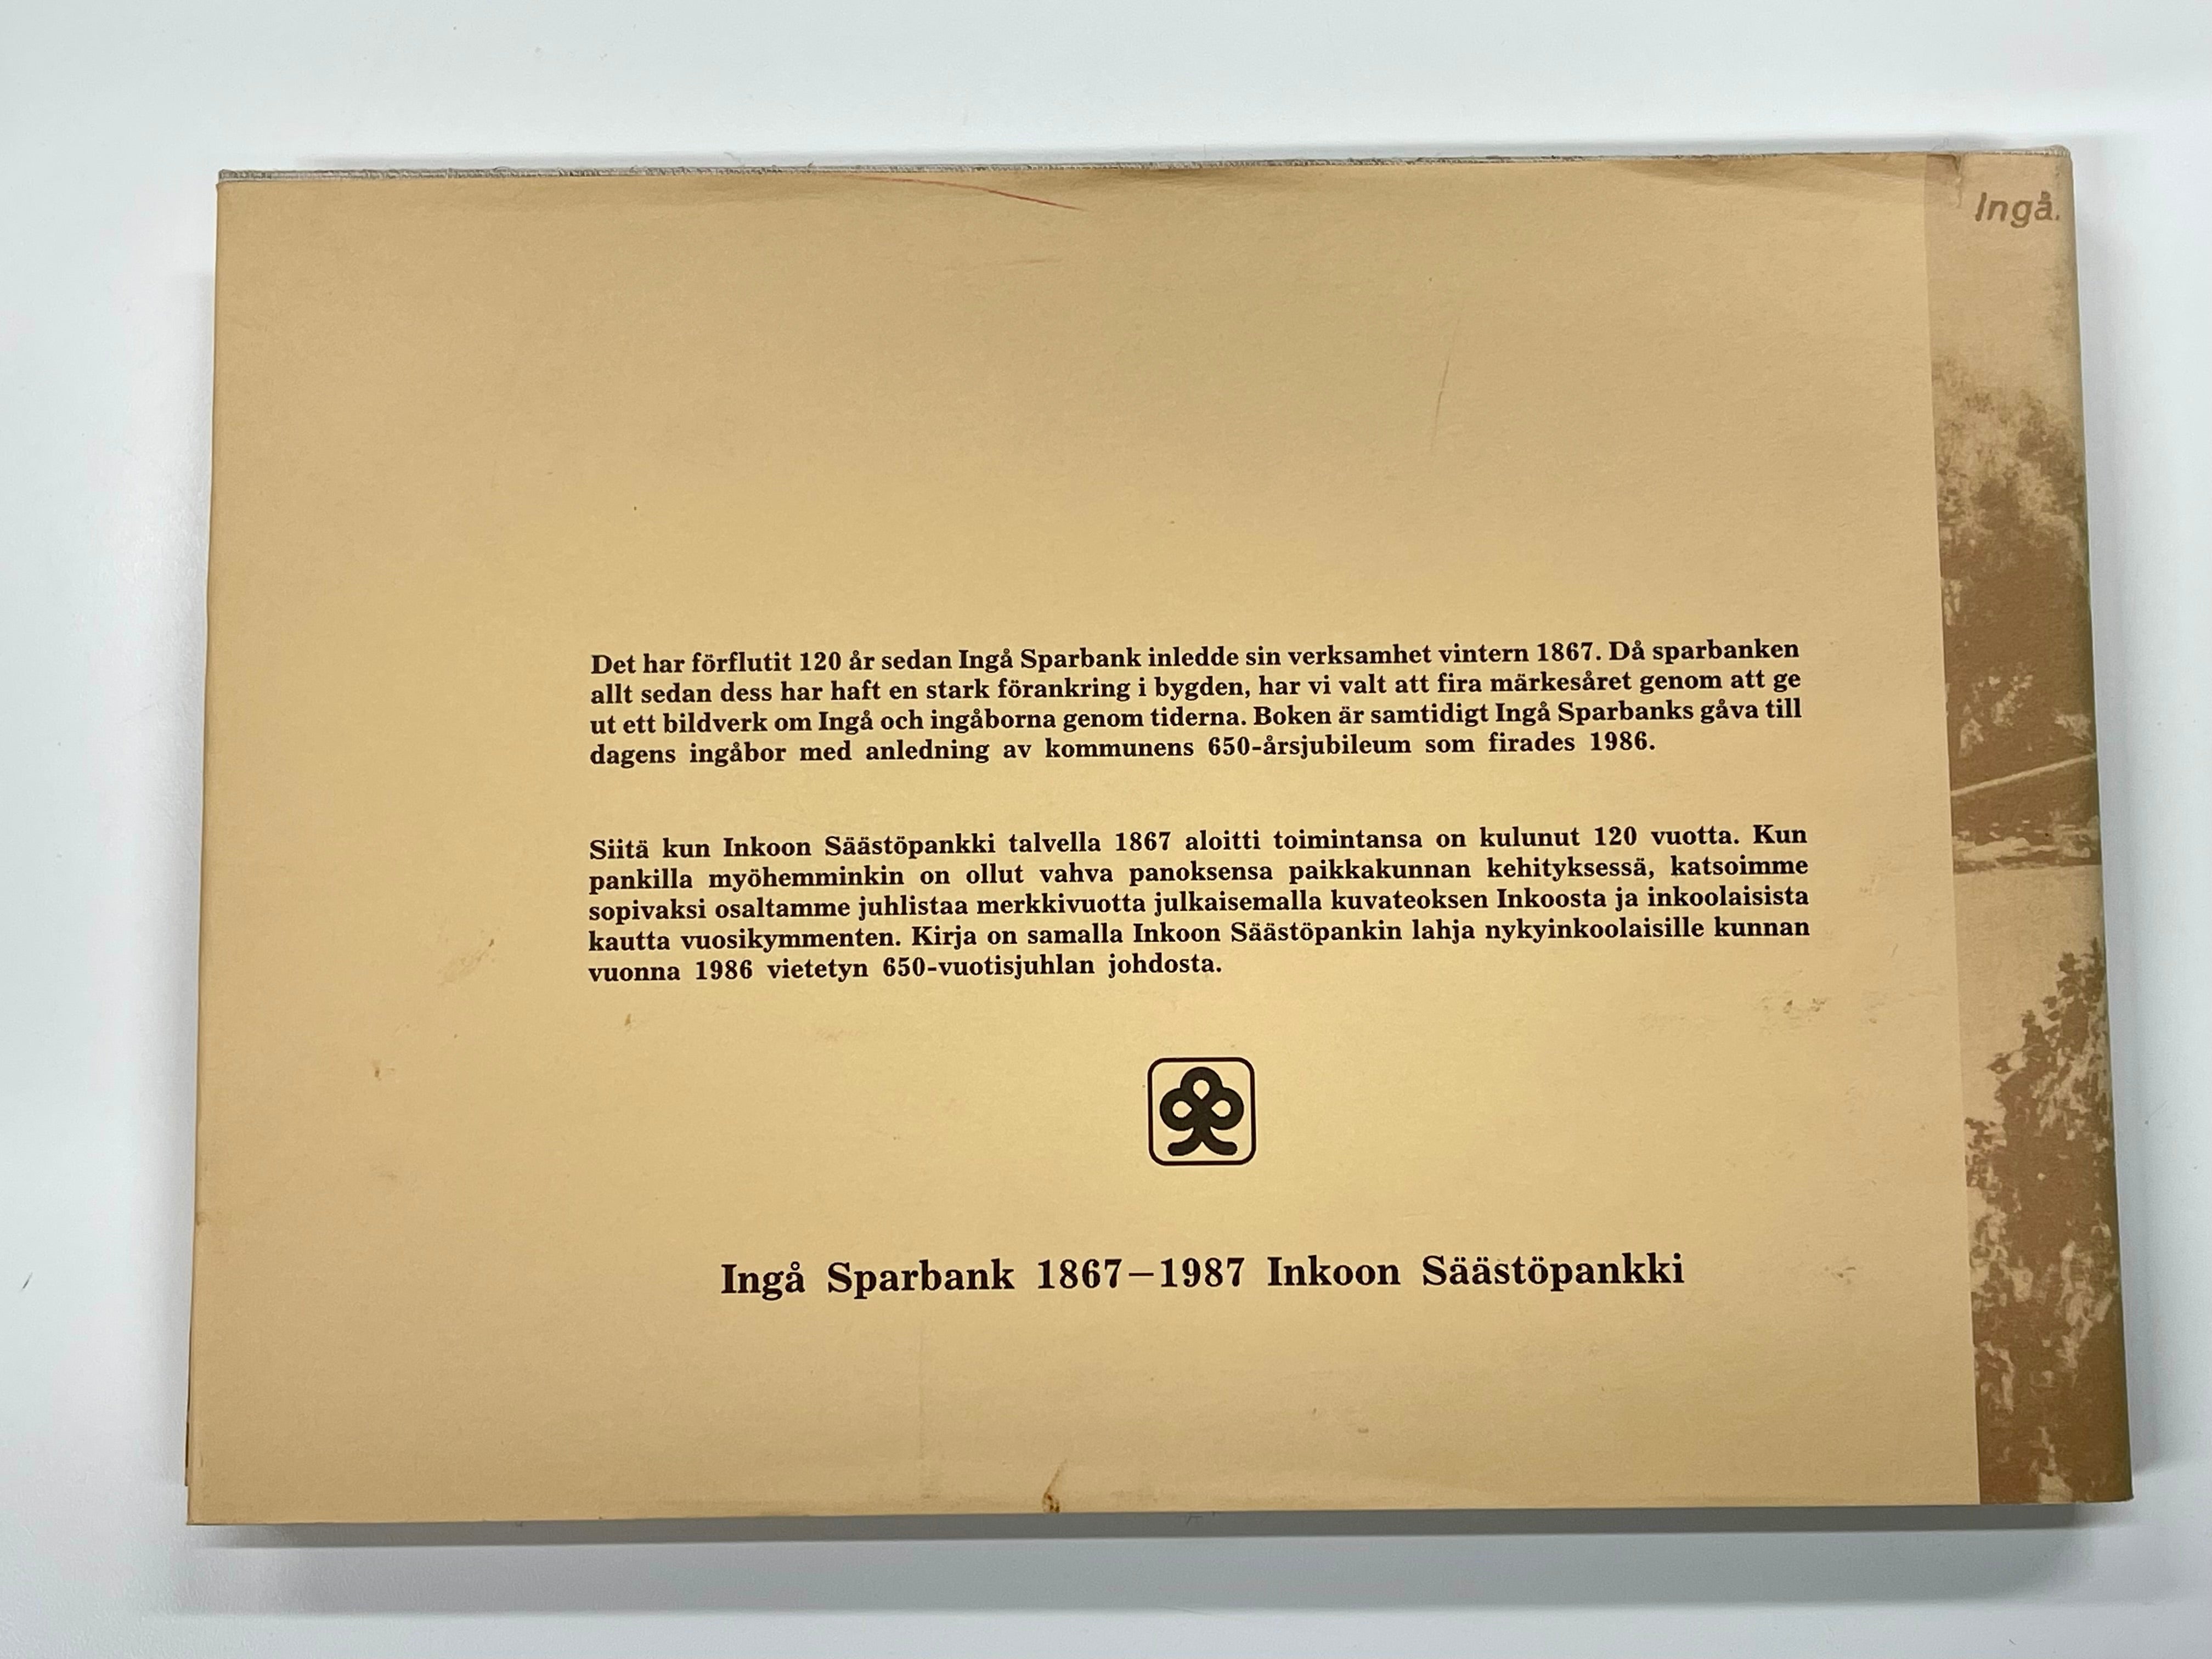 Ingå.
Det har förflutit 120 år sedan Ingå Sparbank inledde sin verksamhet vintern 1867. Då sparbanken
allt sedan dess har haft en stark förankring i bygden, har vi valt att fira märkesåret genom att ge
ut ett bildverk om Ingå och ingåborna genom tiderna. Boken är samtidigt Ingå Sparbanks gåva till
dagens ingåbor med anledning av kommunens 650-årsjubileum som firades 1986.
Siitä kun Inkoon Säästöpankki talvella 1867 aloitti toimintansa on kulunut 120 vuotta. Kun
pankilla myöhemminkin on ollut vahva panoksensa paikkakunnan kehityksessä, katsoimme
sopivaksi osaltamme juhlistaa merkkivuotta julkaisemalla kuvateoksen Inkoosta ja inkoolaisista
kautta vuosikymmenten. Kirja on samalla Inkoon Säästöpankin lahja nykyinkoolaisille kunnan
vuonna 1986 vietetyn 650-vuotisjuhlan johdosta.
Ingå Sparbank 1867–1987 Inkoon Säästöpankki